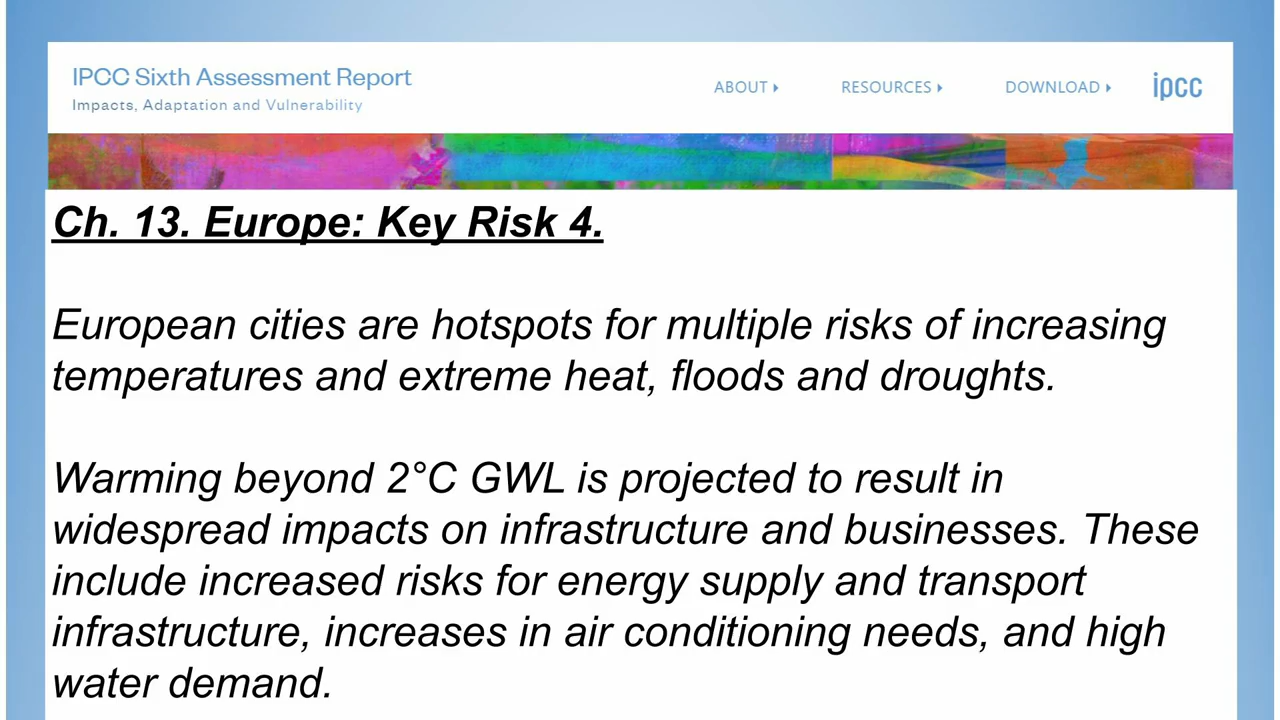 IPCC Sixth Assessment Report
Impacts, Adaptation and Vulnerability
ABOUT RESOURCES DOWNLOAD ipcc
Ch. 13. Europe: Key Risk 4.
European cities are hotspots for multiple risks of increasing
temperatures and extreme heat, floods and droughts.
Warming beyond 2°C GWL is projected to result in
widespread impacts on infrastructure and businesses. These
include increased risks for energy supply and transport
infrastructure, increases in air conditioning needs, and high
water demand.